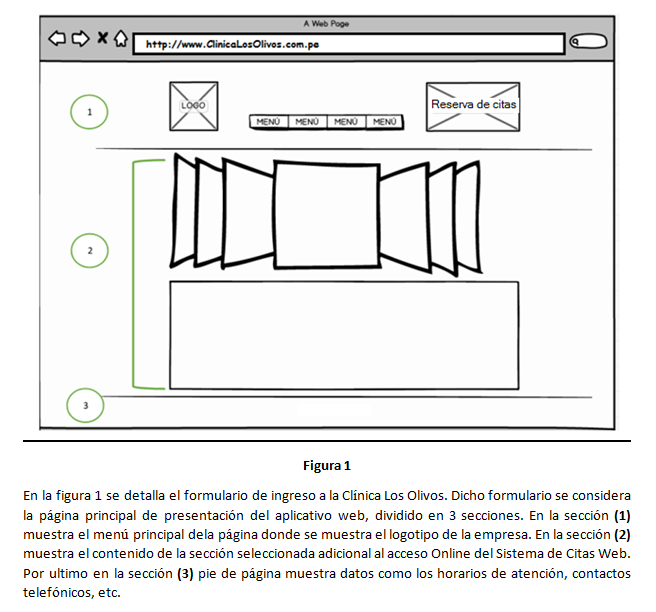 A Web Page
http://www.ClinicaLosOlivos.com.pe
1
LOGO
MENÚ MENÚ MENÚ MENÚ
Reserva de citas
2
3
Figura 1
En la figura 1 se detalla el formulario de ingreso a la Clínica Los Olivos. Dicho formulario se considera
la página principal de presentación del aplicativo web, dividido en 3 secciones. En la sección (1)
muestra el menú principal dela página donde se muestra el logotipo de la empresa. En la sección (2)
muestra el contenido de la sección seleccionada adicional al acceso Online del Sistema de Citas Web.
Por ultimo en la sección (3) pie de página muestra datos como los horarios de atención, contactos
telefónicos, etc.